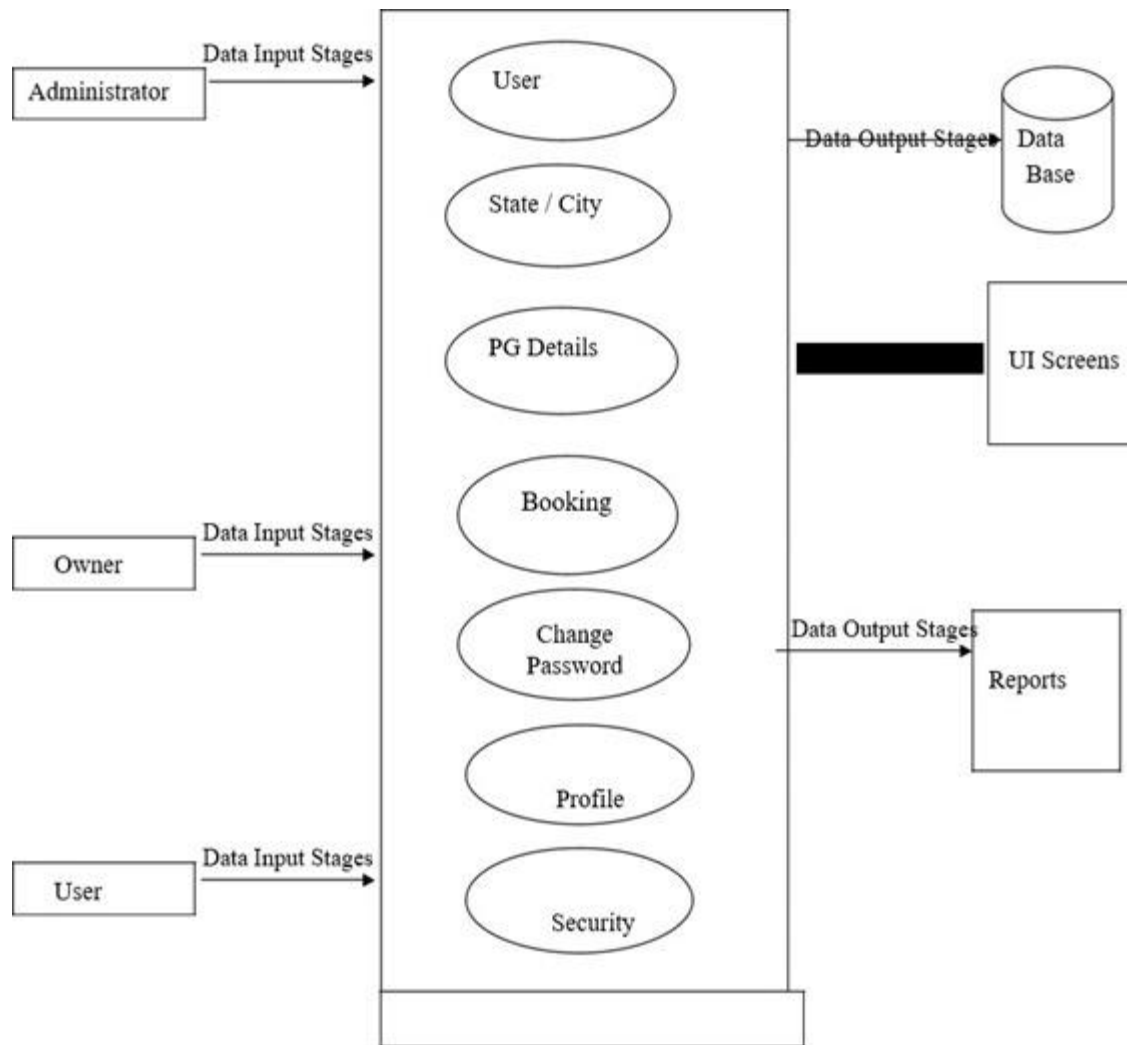 Data Input Stages
Administrator
User
Data Output Stages
Data
Base
State / City
PG Details
UI Screens
Booking
Data Input Stages
Owner
Change
Password
Data Output Stages
Reports
Profile
Data Input Stages
User
Security